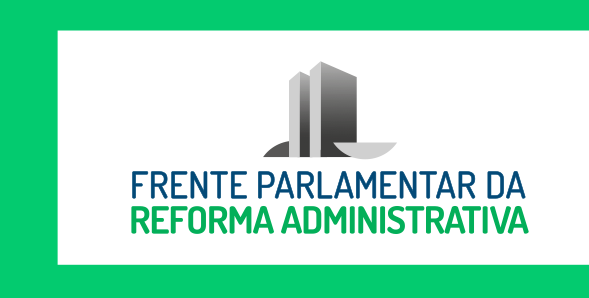 FRENTE PARLAMENTAR DA
REFORMA ADMINISTRATIVA